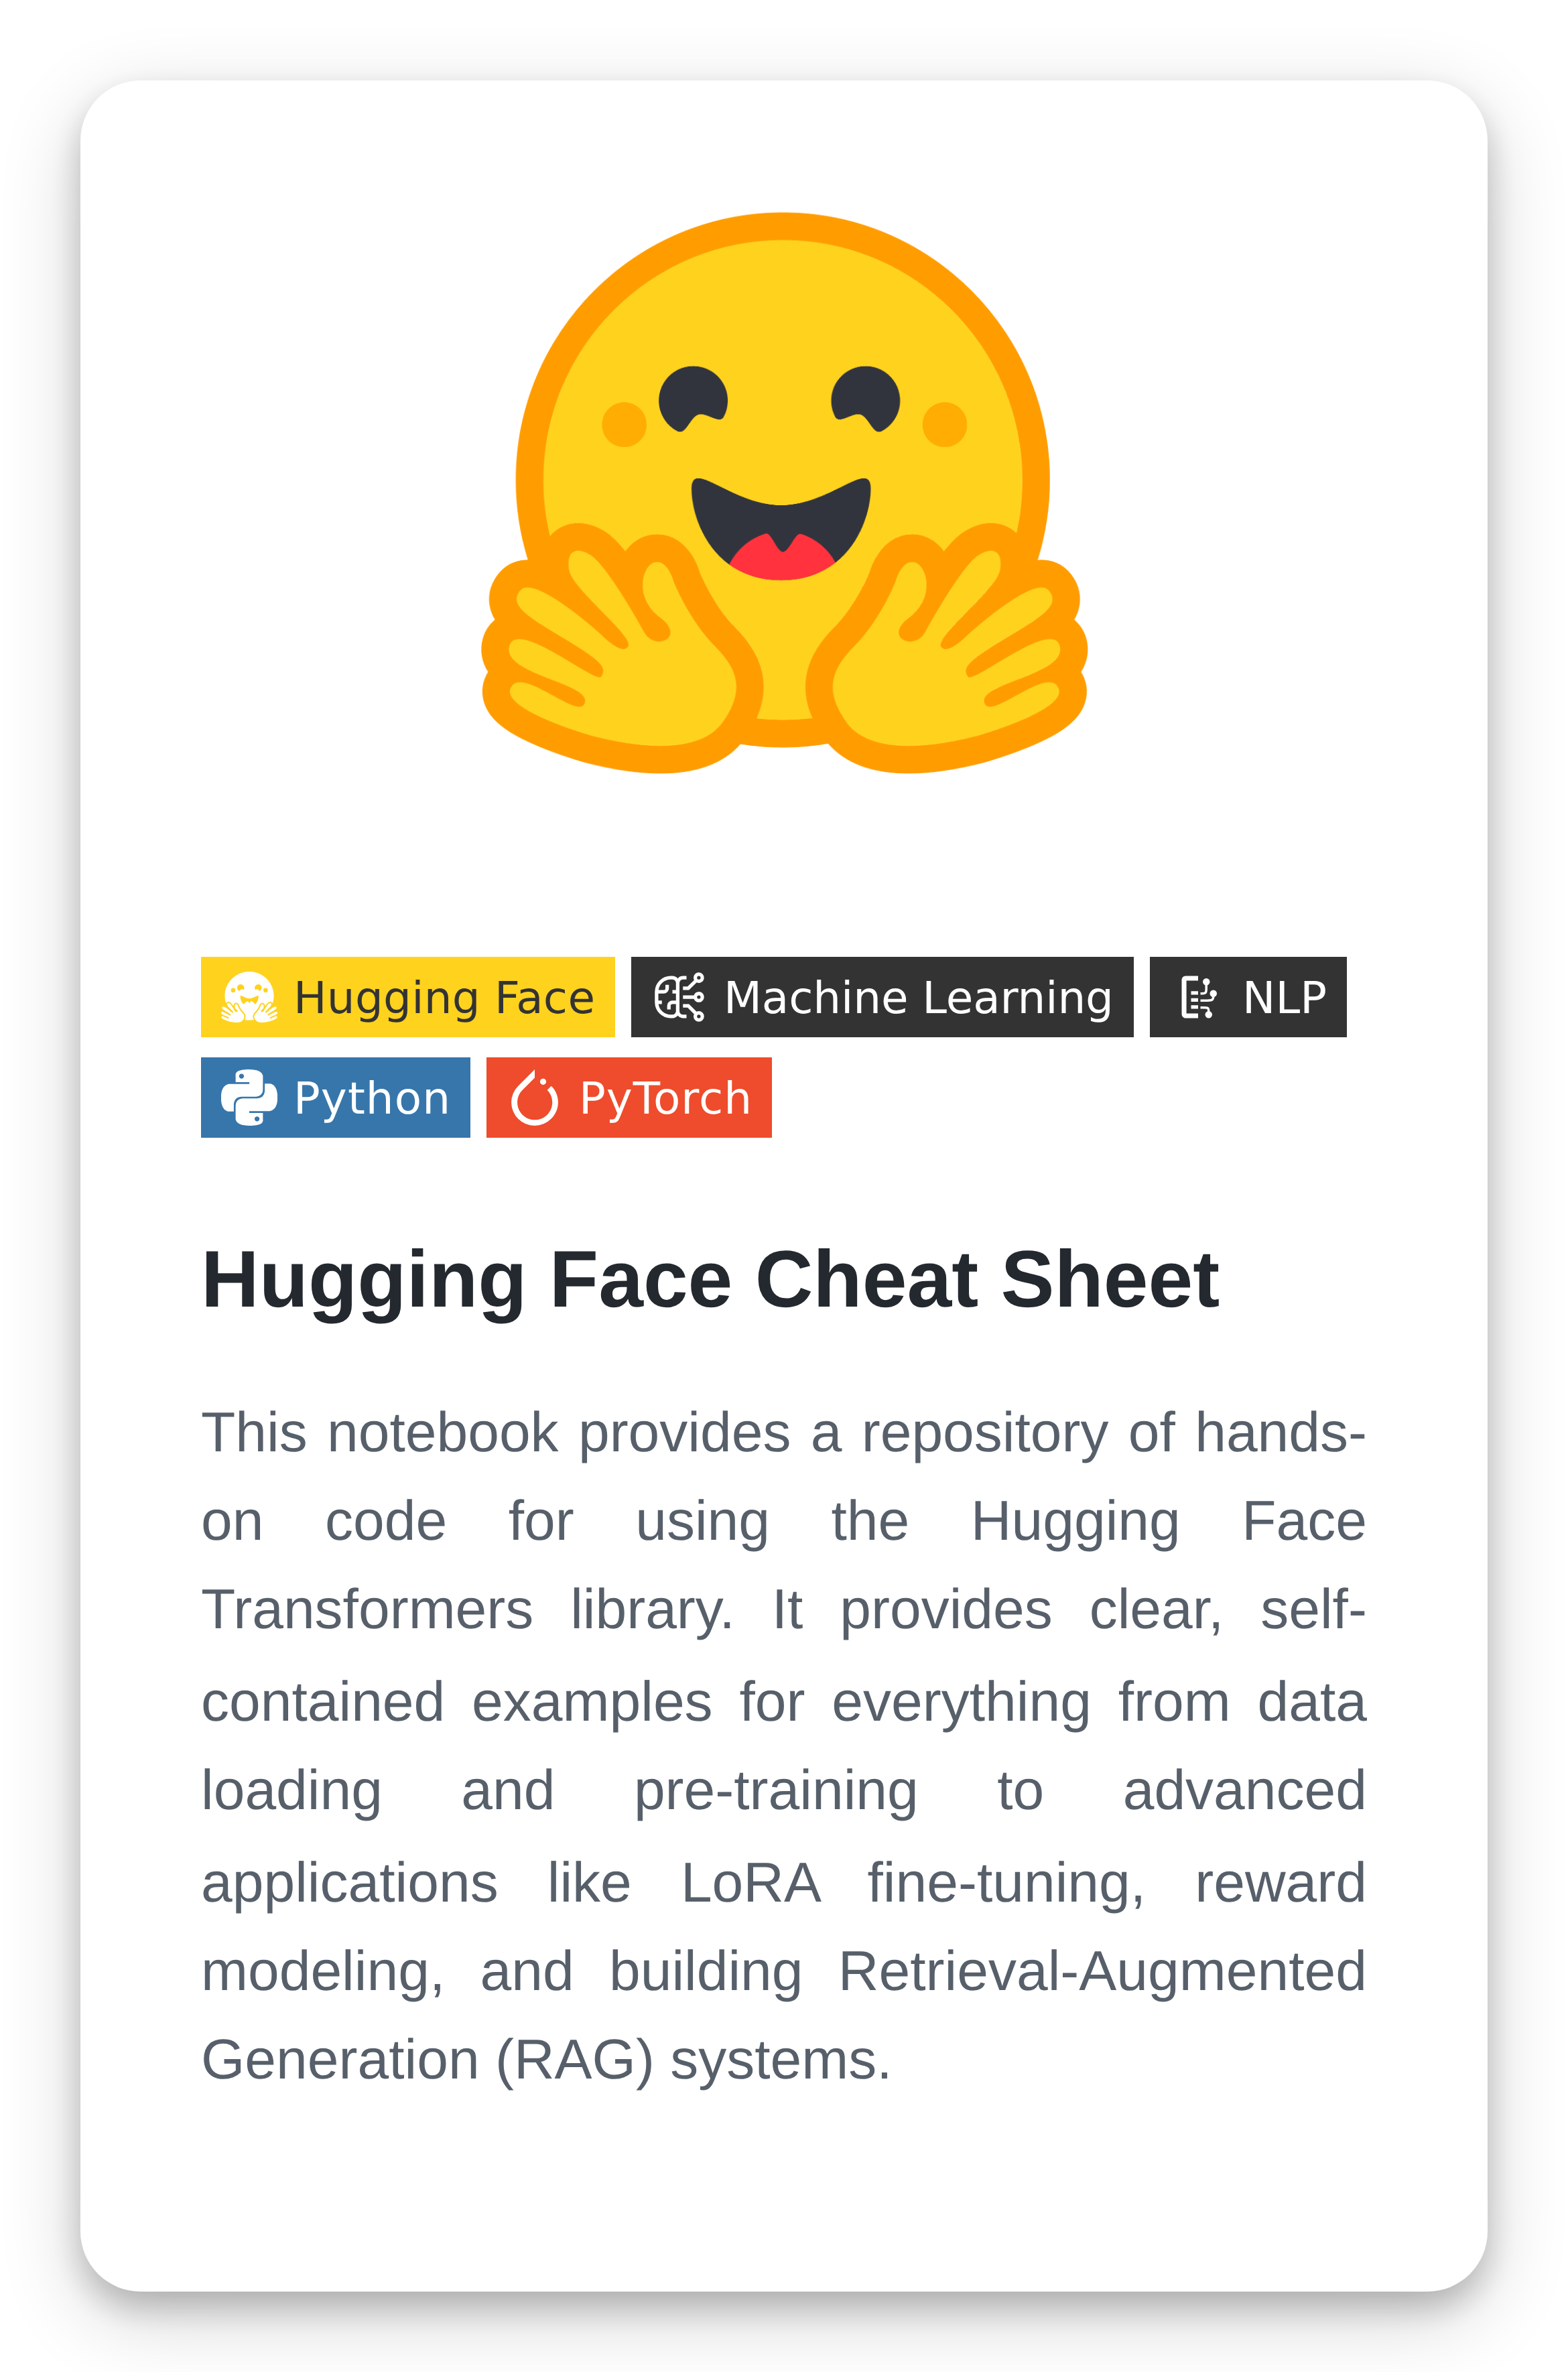 Hugging Face Machine Learning NLP
Python PyTorch
Hugging Face Cheat Sheet
This notebook provides a repository of hands-
on code for using the Hugging Face
Transformers library. It provides clear, self-
contained examples for everything from data
loading and pre-training to advanced
applications like LoRA fine-tuning, reward
modeling, and building Retrieval-Augmented
Generation (RAG) systems.